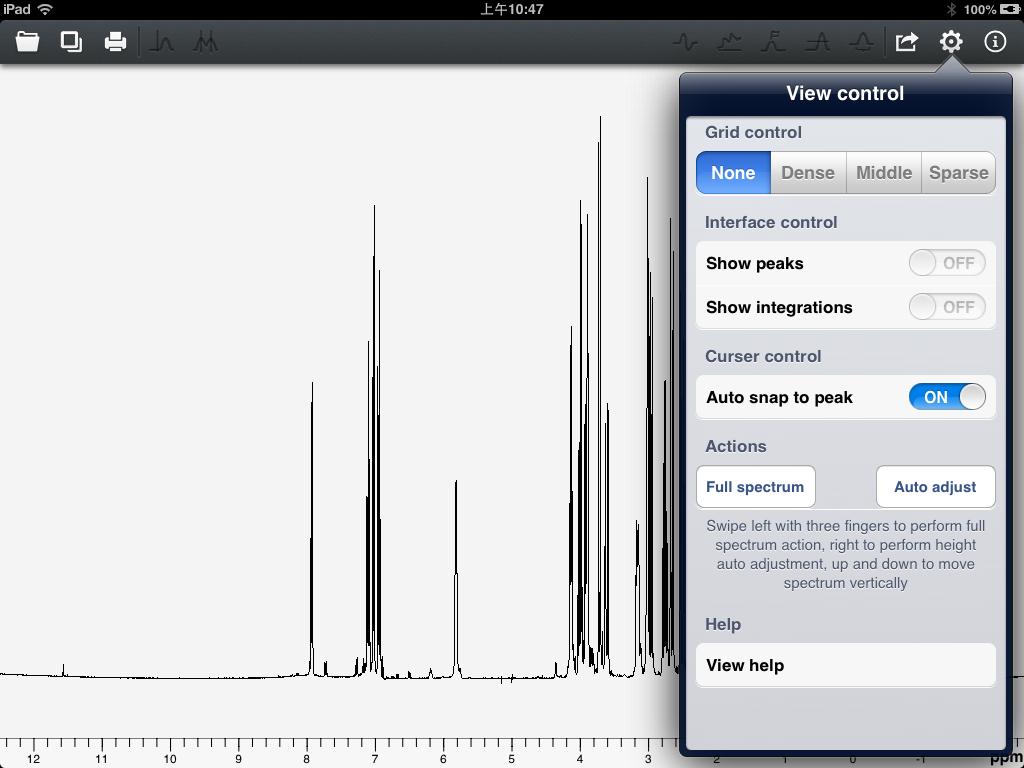 iPad 上午10:47 100%
View control
Grid control
None Dense Middle Sparse
Interface control
Show peaks OFF
Show integrations OFF
Curser control
Auto snap to peak ON
Actions
Full spectrum Auto adjust
Swipe left with three fingers to perform full
spectrum action, right to perform height
auto adjustment, up and down to move
spectrum vertically
Help
View help
12 11 10 9 8 7 6 5 4 3 2 1 0 -1 ppm